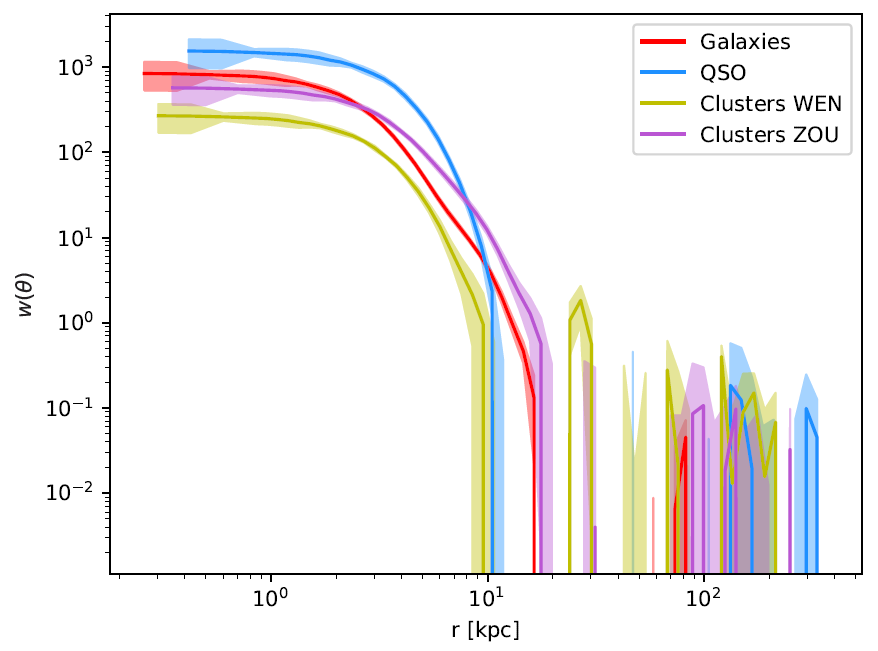 Galaxies
QSO
Clusters WEN
Clusters ZOU
10³
10²
10¹
10⁰
10⁻¹
10⁻²
w(θ)
10⁰ 10¹ 10²
r [kpc]